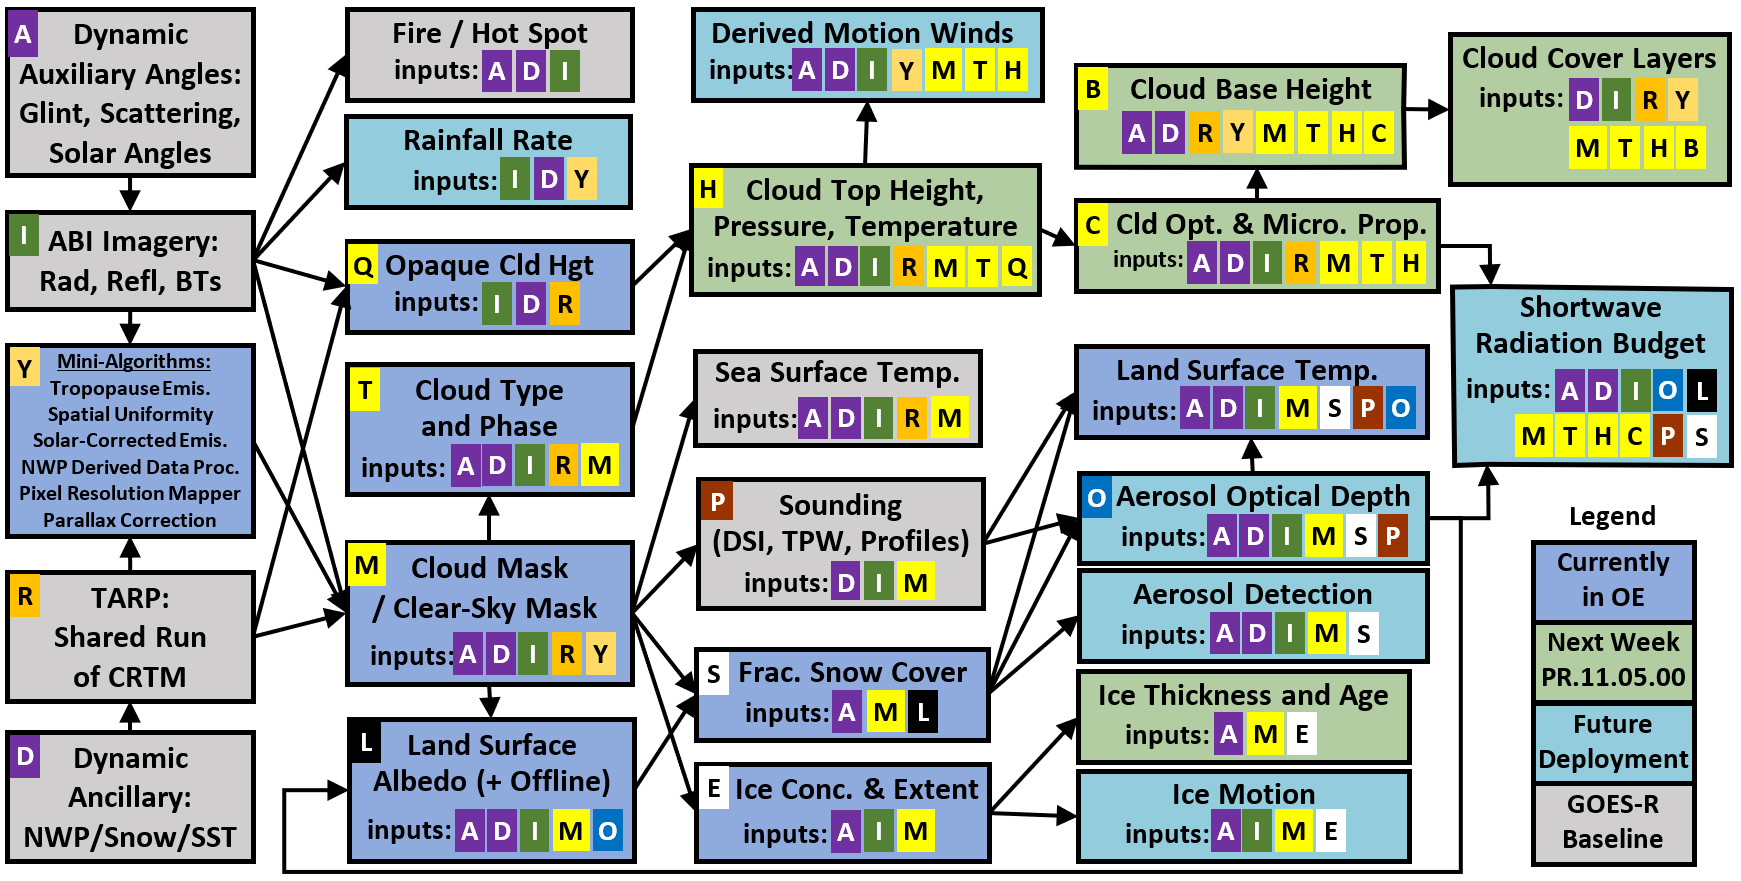 A Dynamic
Auxiliary Angles:
Glint, Scattering,
Solar Angles
I ABI Imagery:
Rad, Refl, BTs
Y Mini-Algorithms:
Tropopause Emis.
Spatial Uniformity
Solar-Corrected Emis.
NWP Derived Data Proc.
Pixel Resolution Mapper
Parallax Correction
R TARP:
Shared Run
of CRTM
D Dynamic
Ancillary:
NWP/Snow/SST
Fire / Hot Spot
inputs: A D I
Rainfall Rate
inputs: I D Y
Q Opaque Cld Hgt
inputs: I D R
T Cloud Type
and Phase
inputs: A D I R M
M Cloud Mask
/ Clear-Sky Mask
inputs: A D I R Y
L Land Surface
Albedo (+ Offline)
inputs: A D I M O
Derived Motion Winds
inputs: A D I Y M T H
H Cloud Top Height,
Pressure, Temperature
inputs: A D I R M T Q
Sea Surface Temp.
inputs: A D I R M
P Sounding
(DSI, TPW, Profiles)
inputs: D I M
S Frac. Snow Cover
inputs: A M L
E Ice Conc. & Extent
inputs: A I M
B Cloud Base Height
A D R Y M T H C
C Cld Opt. & Micro. Prop.
inputs: A D I R M T H
Land Surface Temp.
inputs: A D I M S P O
O Aerosol Optical Depth
inputs: A D I M S P
Aerosol Detection
inputs: A D I M S
Ice Thickness and Age
inputs: A M E
Ice Motion
inputs: A I M E
Cloud Cover Layers
inputs: D I R Y
M T H B
Shortwave
Radiation Budget
inputs: A D I O L
M T H C P S
Legend
Currently
in OE
Next Week
PR.11.05.00
Future
Deployment
GOES-R
Baseline